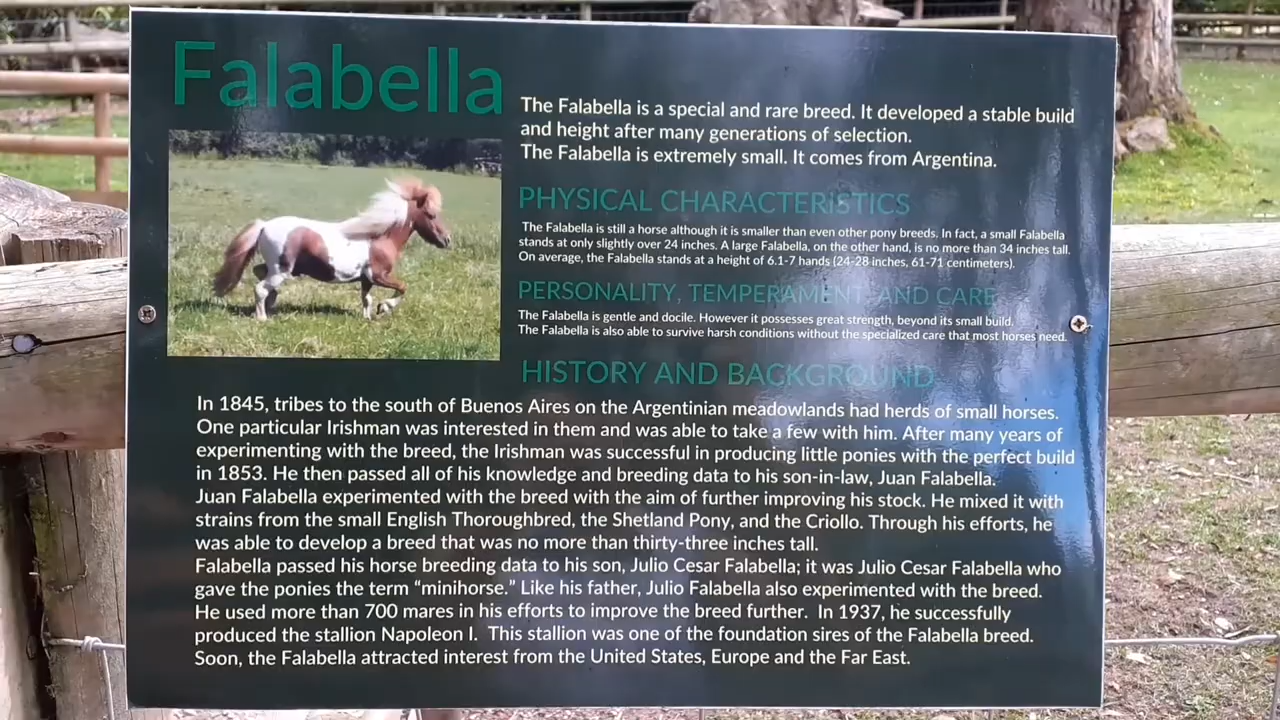 Falabella
The Falabella is a special and rare breed. It developed a stable build
and height after many generations of selection.
The Falabella is extremely small. It comes from Argentina.
PHYSICAL CHARACTERISTICS
The Falabella is still a horse although it is smaller than even other pony breeds. In fact, a small Falabella
stands at only slightly over 24 inches. A large Falabella, on the other hand, is no more than 34 inches tall.
On average, the Falabella stands at a height of 6.1-7 hands (24-28 inches, 61-71 centimeters).
PERSONALITY, TEMPERAMENT, AND CARE
The Falabella is gentle and docile. However it possesses great strength, beyond its small build.
The Falabella is also able to survive harsh conditions without the specialized care that most horses need.
HISTORY AND BACKGROUND
In 1845, tribes to the south of Buenos Aires on the Argentinian meadowlands had herds of small horses.
One particular Irishman was interested in them and was able to take a few with him. After many years of
experimenting with the breed, the Irishman was successful in producing little ponies with the perfect build
in 1853. He then passed all of his knowledge and breeding data to his son-in-law, Juan Falabella.
Juan Falabella experimented with the breed with the aim of further improving his stock. He mixed it with
strains from the small English Thoroughbred, the Shetland Pony, and the Criollo. Through his efforts, he
was able to develop a breed that was no more than thirty-three inches tall.
Falabella passed his horse breeding data to his son, Julio Cesar Falabella; it was Julio Cesar Falabella who
gave the ponies the term “minihorse.” Like his father, Julio Falabella also experimented with the breed.
He used more than 700 mares in his efforts to improve the breed further. In 1937, he successfully
produced the stallion Napoleon I. This stallion was one of the foundation sires of the Falabella breed.
Soon, the Falabella attracted interest from the United States, Europe and the Far East.